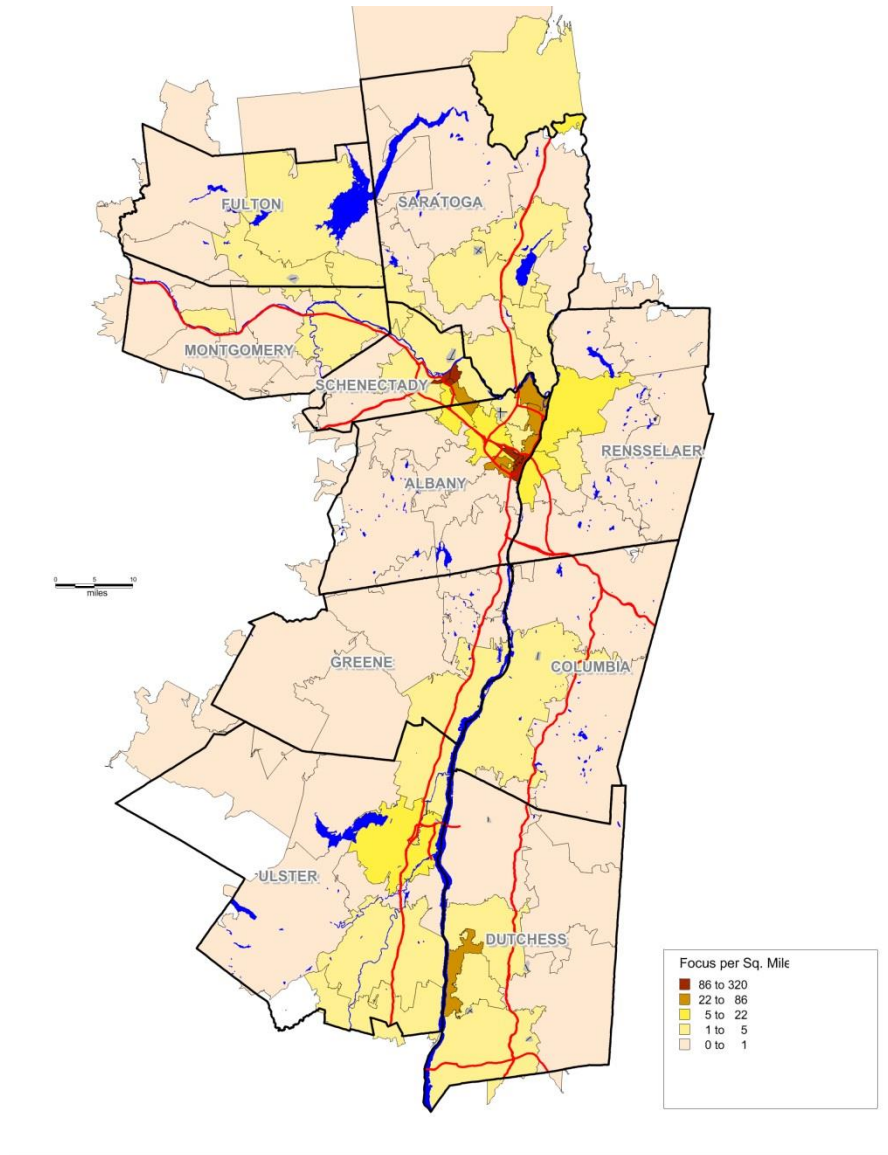 FULTON
SARATOGA
MONTGOMERY
SCHENECTADY
RENSSELAER
ALBANY
0 5 10
miles
GREENE
COLUMBIA
ULSTER
DUTCHESS
Focus per Sq. Mile
86 to 320
22 to 86
5 to 22
1 to 5
0 to 1